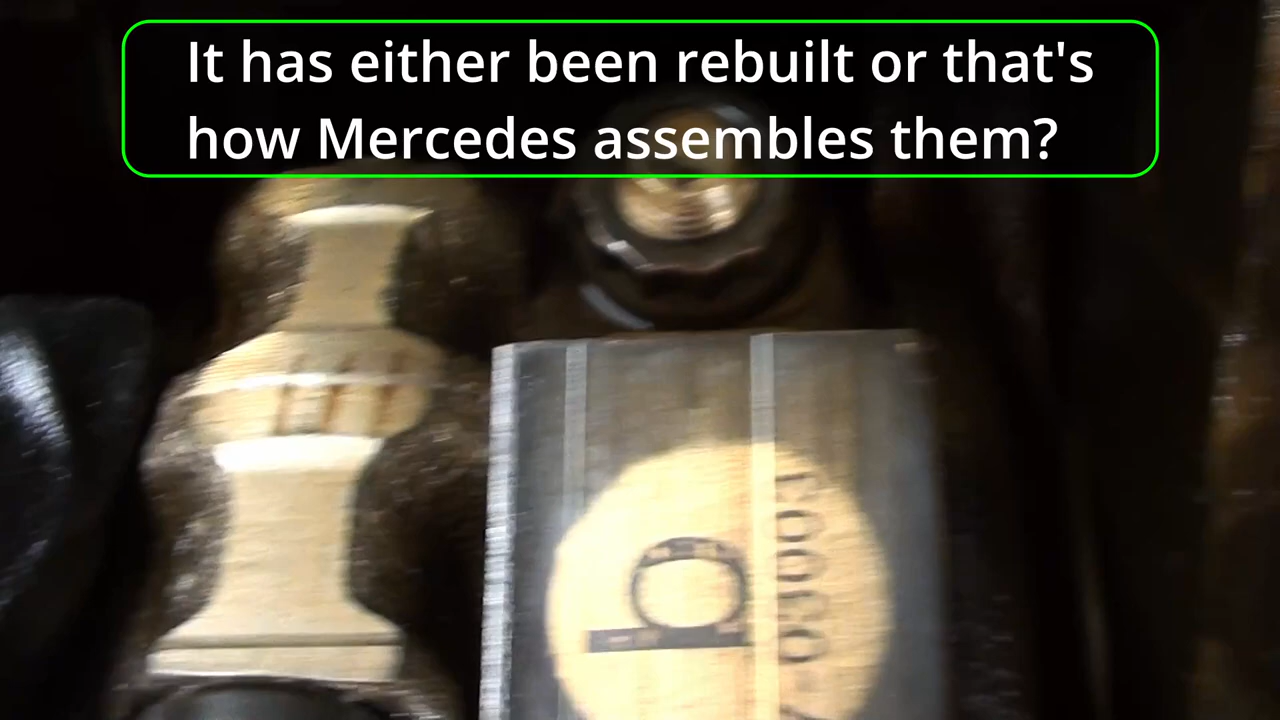 It has either been rebuilt or that's
how Mercedes assembles them?